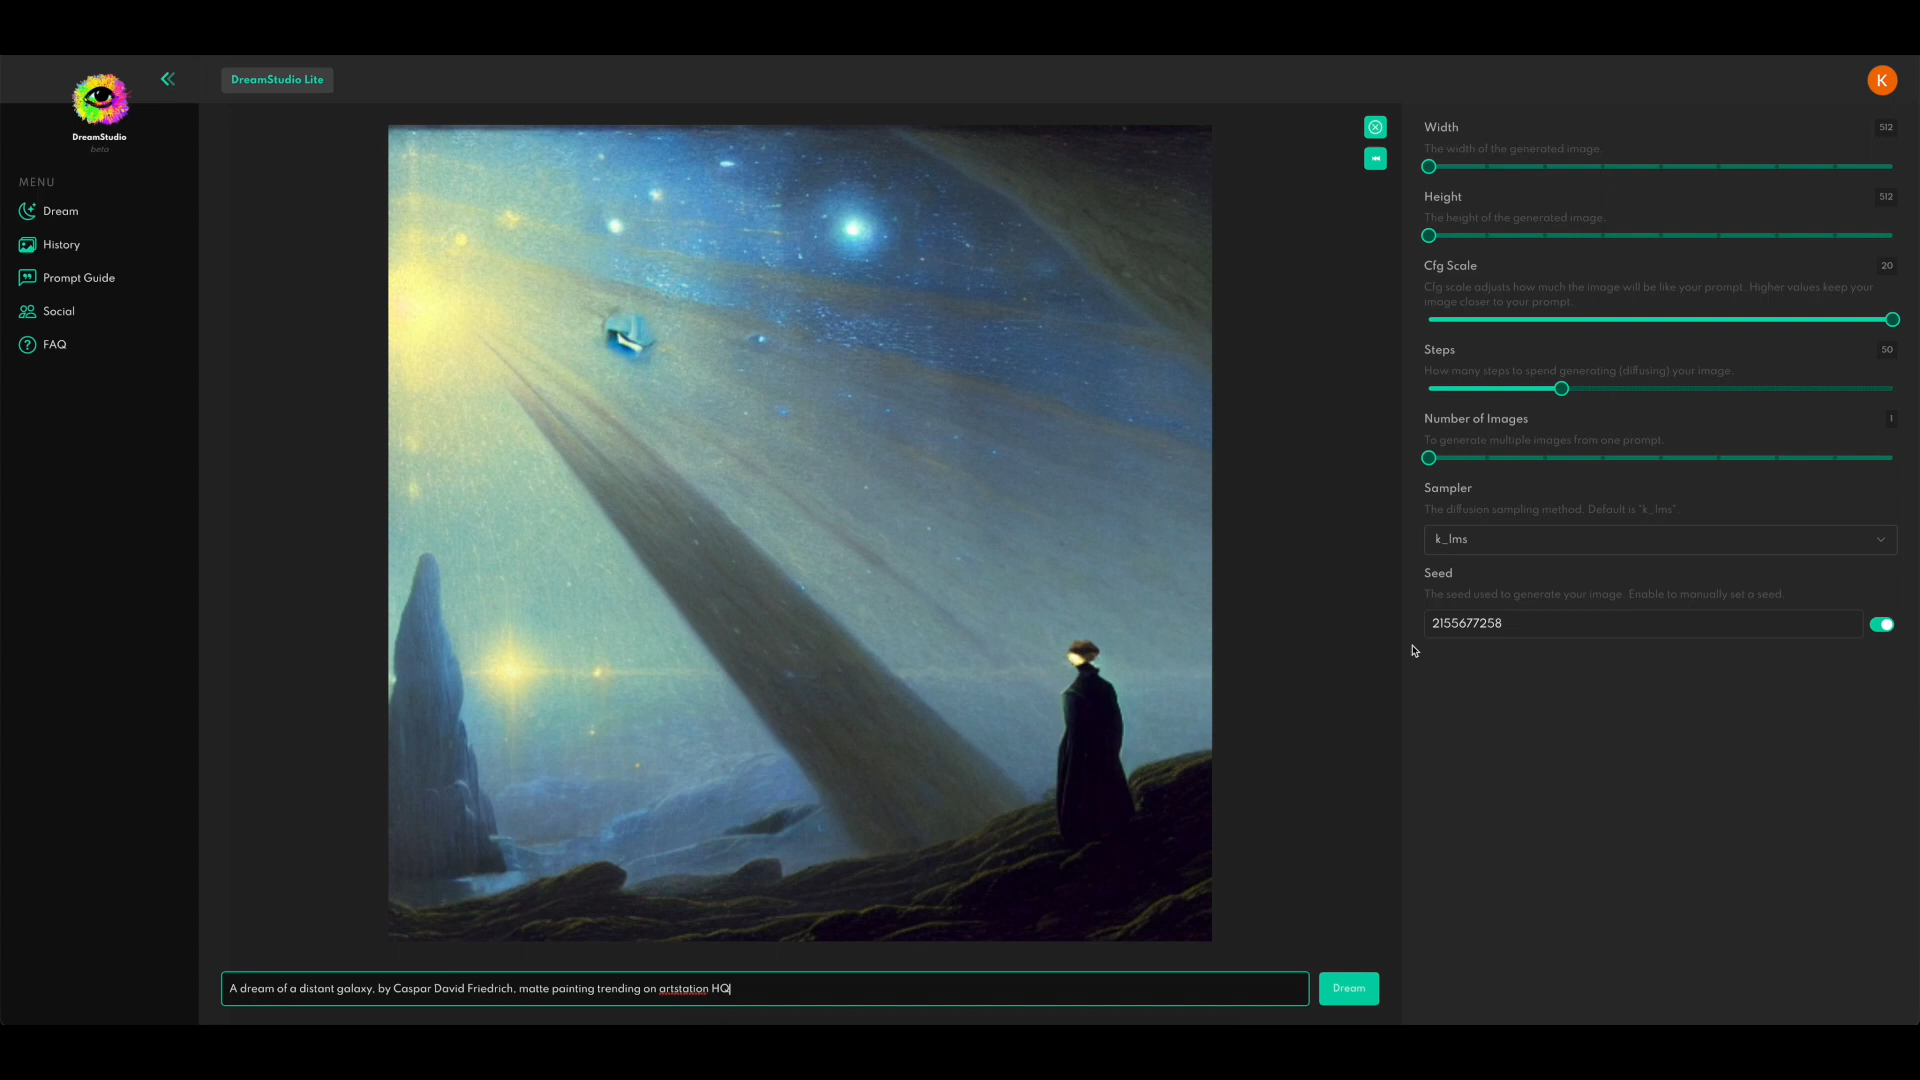 DreamStudio
beta
MENU
Dream
History
Prompt Guide
Social
FAQ
DreamStudio Lite
K
Width
512
The width of the generated image.
Height
512
The height of the generated image.
Cfg Scale
20
Cfg scale adjusts how much the image will be like your prompt. Higher values keep your
image closer to your prompt.
Steps
50
How many steps to spend generating (diffusing) your image.
Number of Images
1
To generate multiple images from one prompt.
Sampler
The diffusion sampling method. Default is "k_lms".
k_lms
Seed
The seed used to generate your image. Enable to manually set a seed.
2155677258
A dream of a distant galaxy, by Caspar David Friedrich, matte painting trending on artstation HQ
Dream